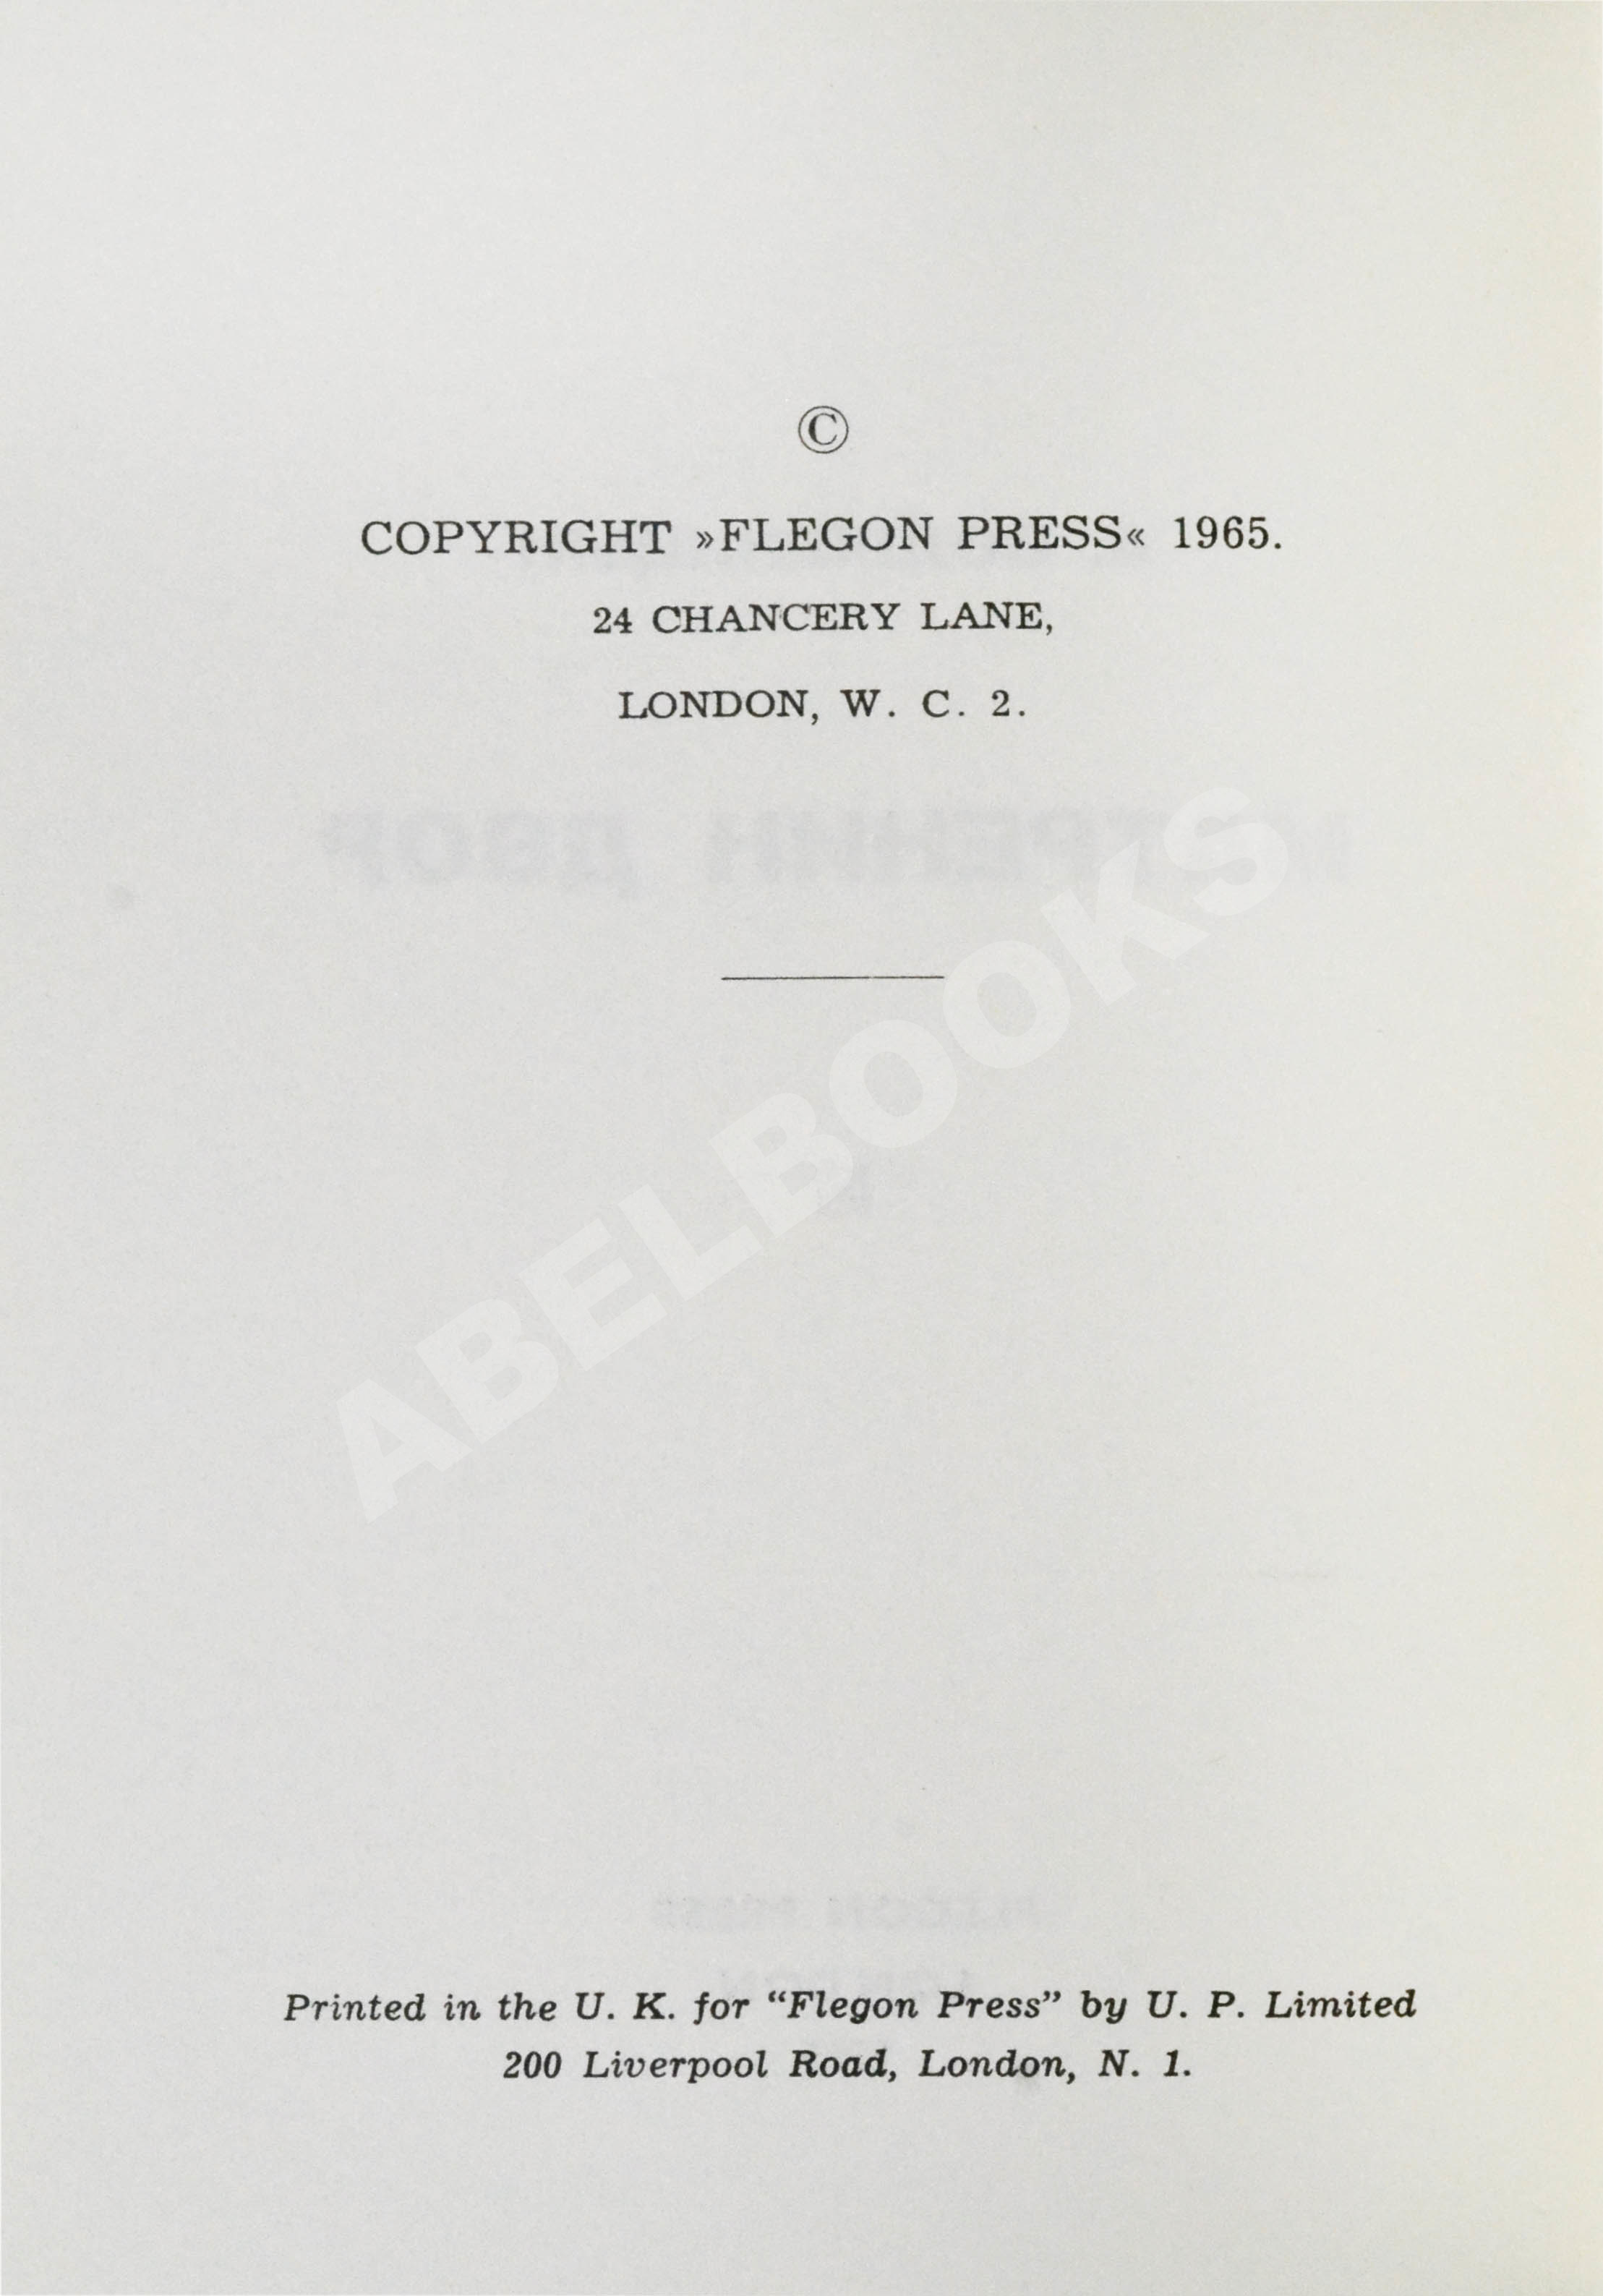 ©
COPYRIGHT »FLEGON PRESS« 1965.
24 CHANCERY LANE,
LONDON, W. C. 2.
ABELBOOKS
Printed in the U. K. for “Flegon Press” by U. P. Limited
200 Liverpool Road, London, N. 1.